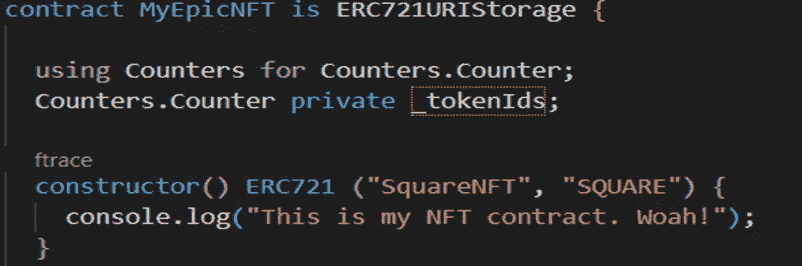 contract MyEpicNFT is ERC721URIStorage {
using Counters for Counters.Counter;
Counters.Counter private _tokenIds;
ftrace
constructor() ERC721 ("SquareNFT", "SQUARE") {
console.log("This is my NFT contract. Woah!");
}